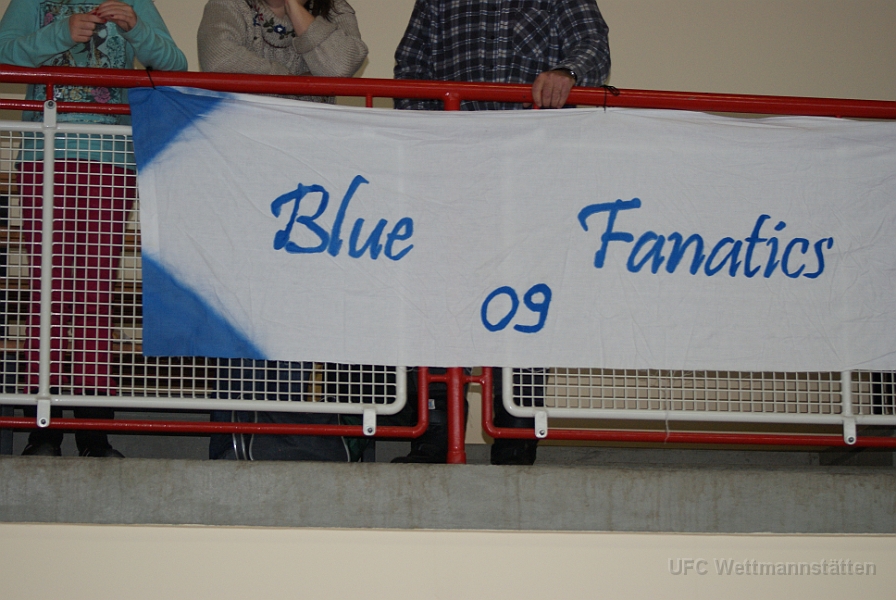 Blue Fanatics
09
UFC Wettmannstätten